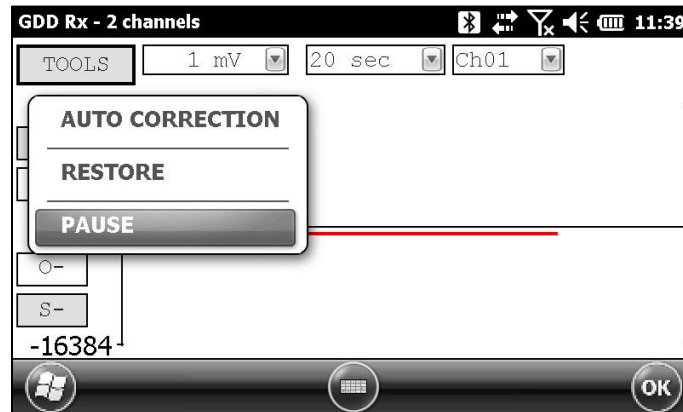 GDD Rx - 2 channels 11:39
TOOLS 1 mV 20 sec Ch01
AUTO CORRECTION
RESTORE
PAUSE
O-
S-
-16384
OK